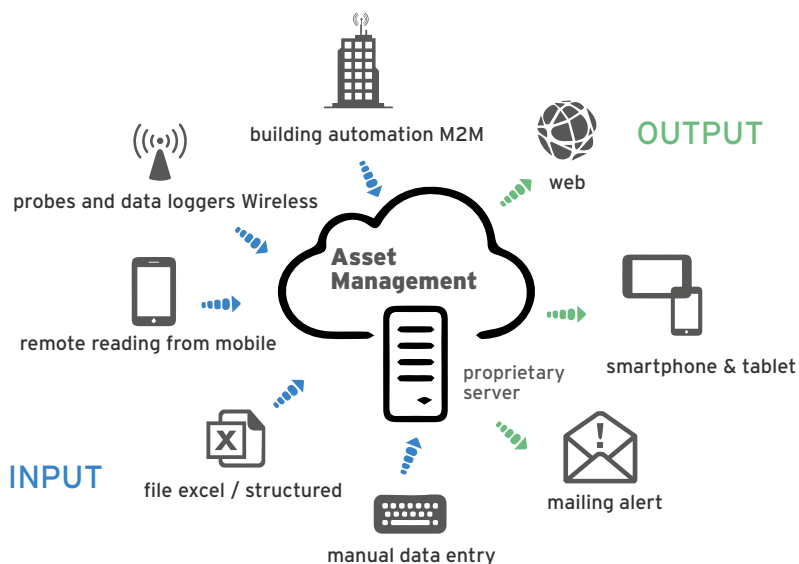 building automation M2M
OUTPUT
web
probes and data loggers Wireless
Asset
Management
remote reading from mobile
smartphone & tablet
proprietary
server
X
!
INPUT
file excel / structured
mailing alert
manual data entry